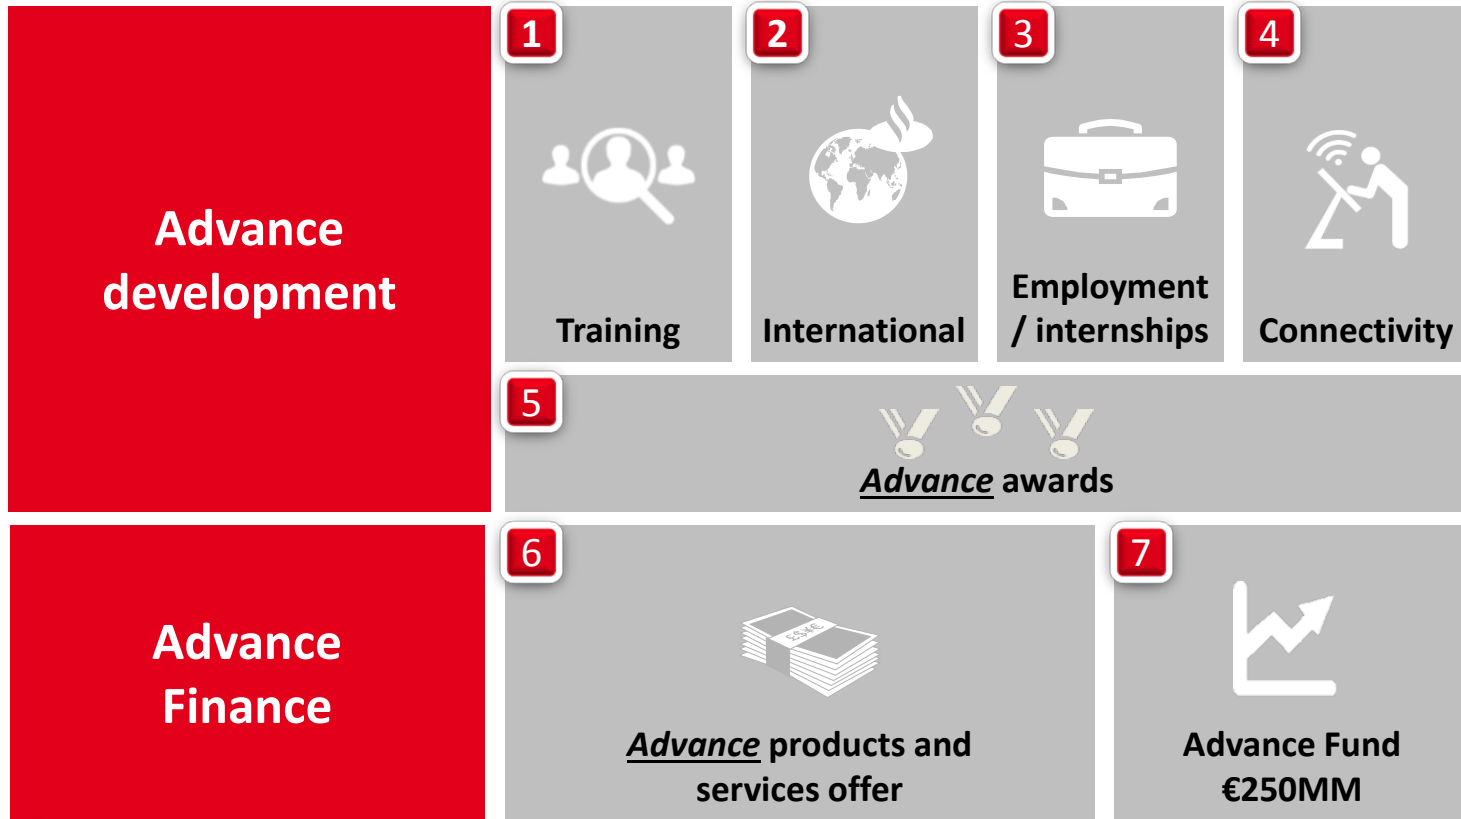 Advance
development
1
Training
2
International
3
Employment
/ internships
4
Connectivity
5
Advance awards
Advance
Finance
6
£$¥€
Advance products and
services offer
7
Advance Fund
€250MM